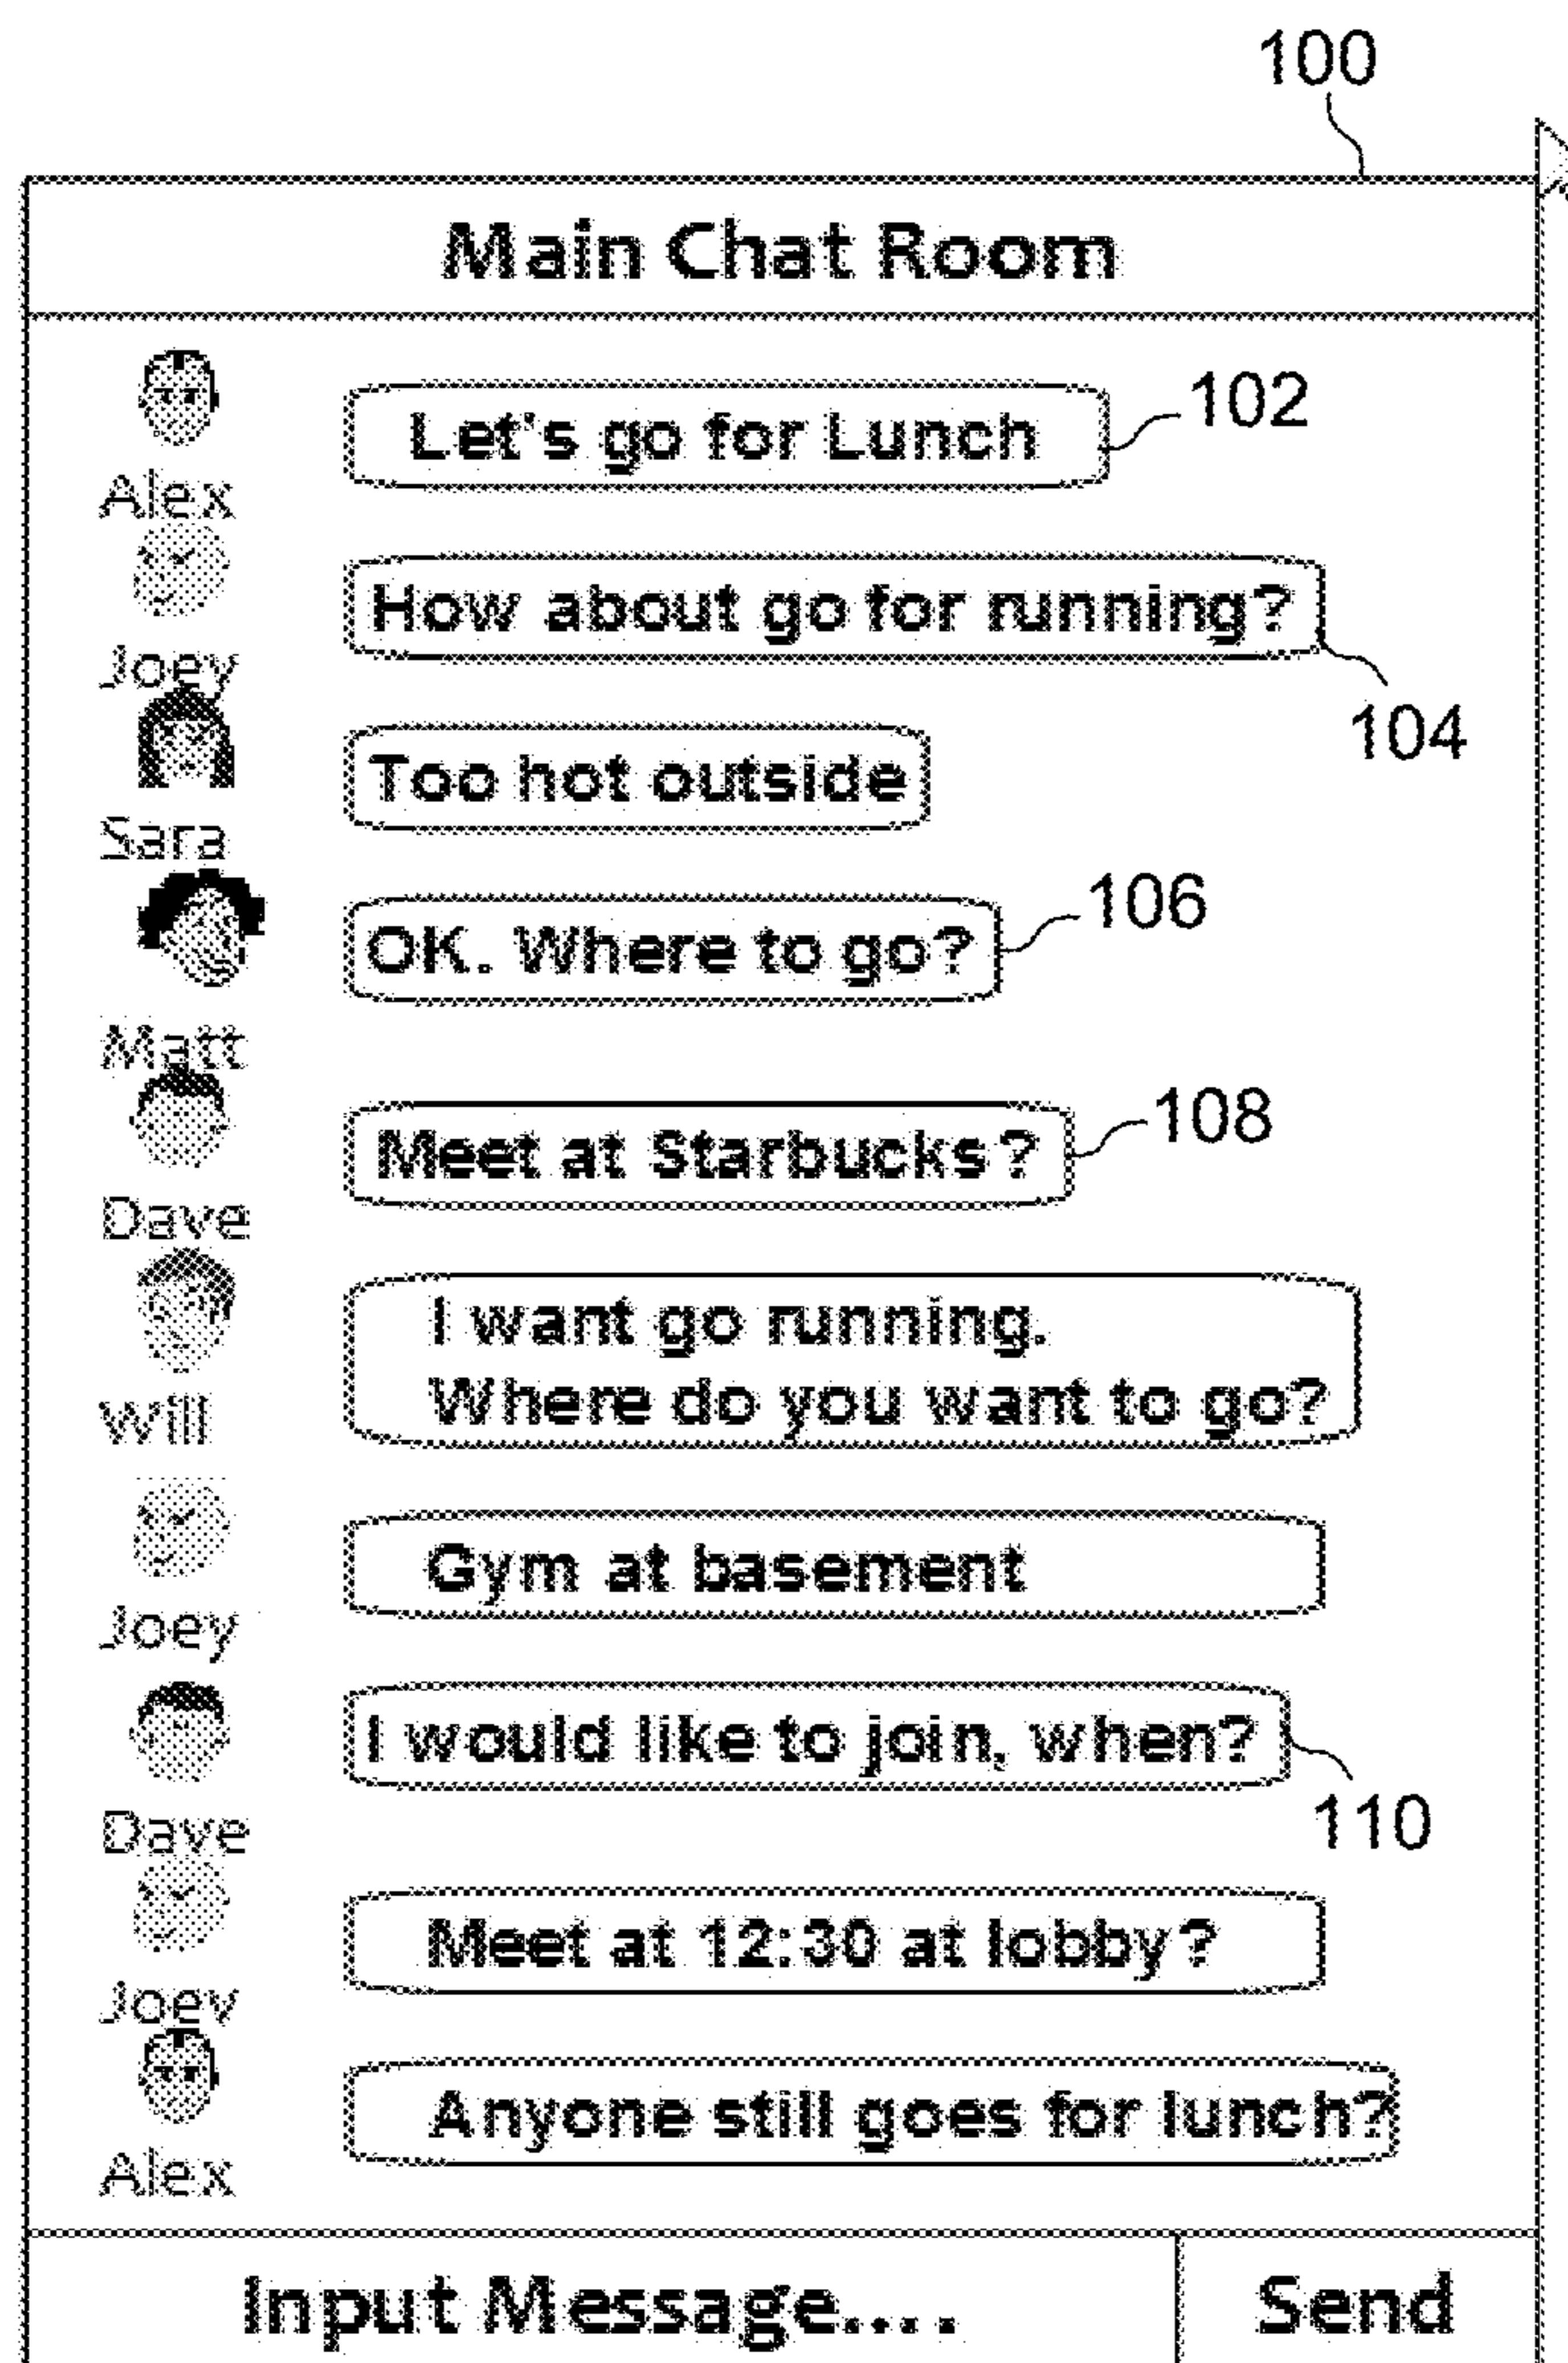 100
Main Chat Room
Let's go for Lunch
102
Alex
How about go for running?
Joey
104
Too hot outside
Sara
OK. Where to go?
106
Matt
Meet at Starbucks?
108
Dave
I want go running.
Where do you want to go?
Will
Gym at basement
Joey
I would like to join, when?
110
Dave
Meet at 12:30 at lobby?
Joey
Anyone still goes for lunch?
Alex
Input Message....
Send